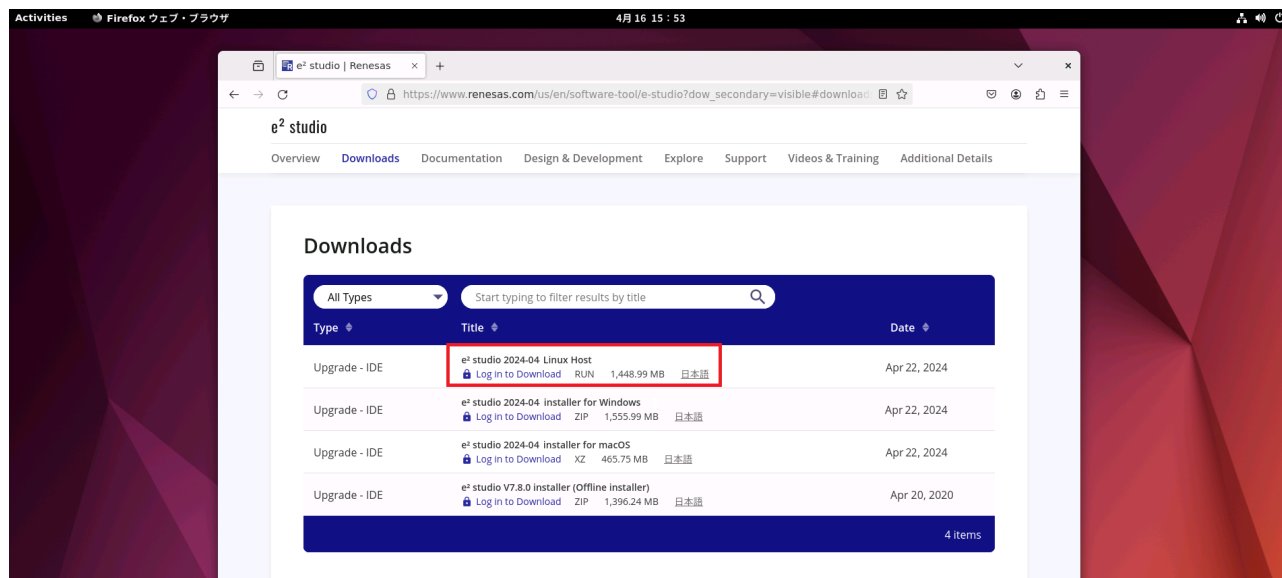 Activities Firefox ウェブ・ブラウザ 4月 16 15：53
e² studio | Renesas × +
https://www.renesas.com/us/en/software-tool/e-studio?dow_secondary=visible#download
e² studio
Overview Downloads Documentation Design & Development Explore Support Videos & Training Additional Details
Downloads
All Types Start typing to filter results by title
Type Title Date
e² studio 2024-04 Linux Host
Upgrade - IDE Apr 22, 2024
Log in to Download RUN 1,448.99 MB 日本語
e² studio 2024-04 installer for Windows
Upgrade - IDE Apr 22, 2024
Log in to Download ZIP 1,555.99 MB 日本語
e² studio 2024-04 installer for macOS
Upgrade - IDE Apr 22, 2024
Log in to Download XZ 465.75 MB 日本語
e² studio V7.8.0 installer (Offline installer)
Upgrade - IDE Apr 20, 2020
Log in to Download ZIP 1,396.24 MB 日本語
4 items